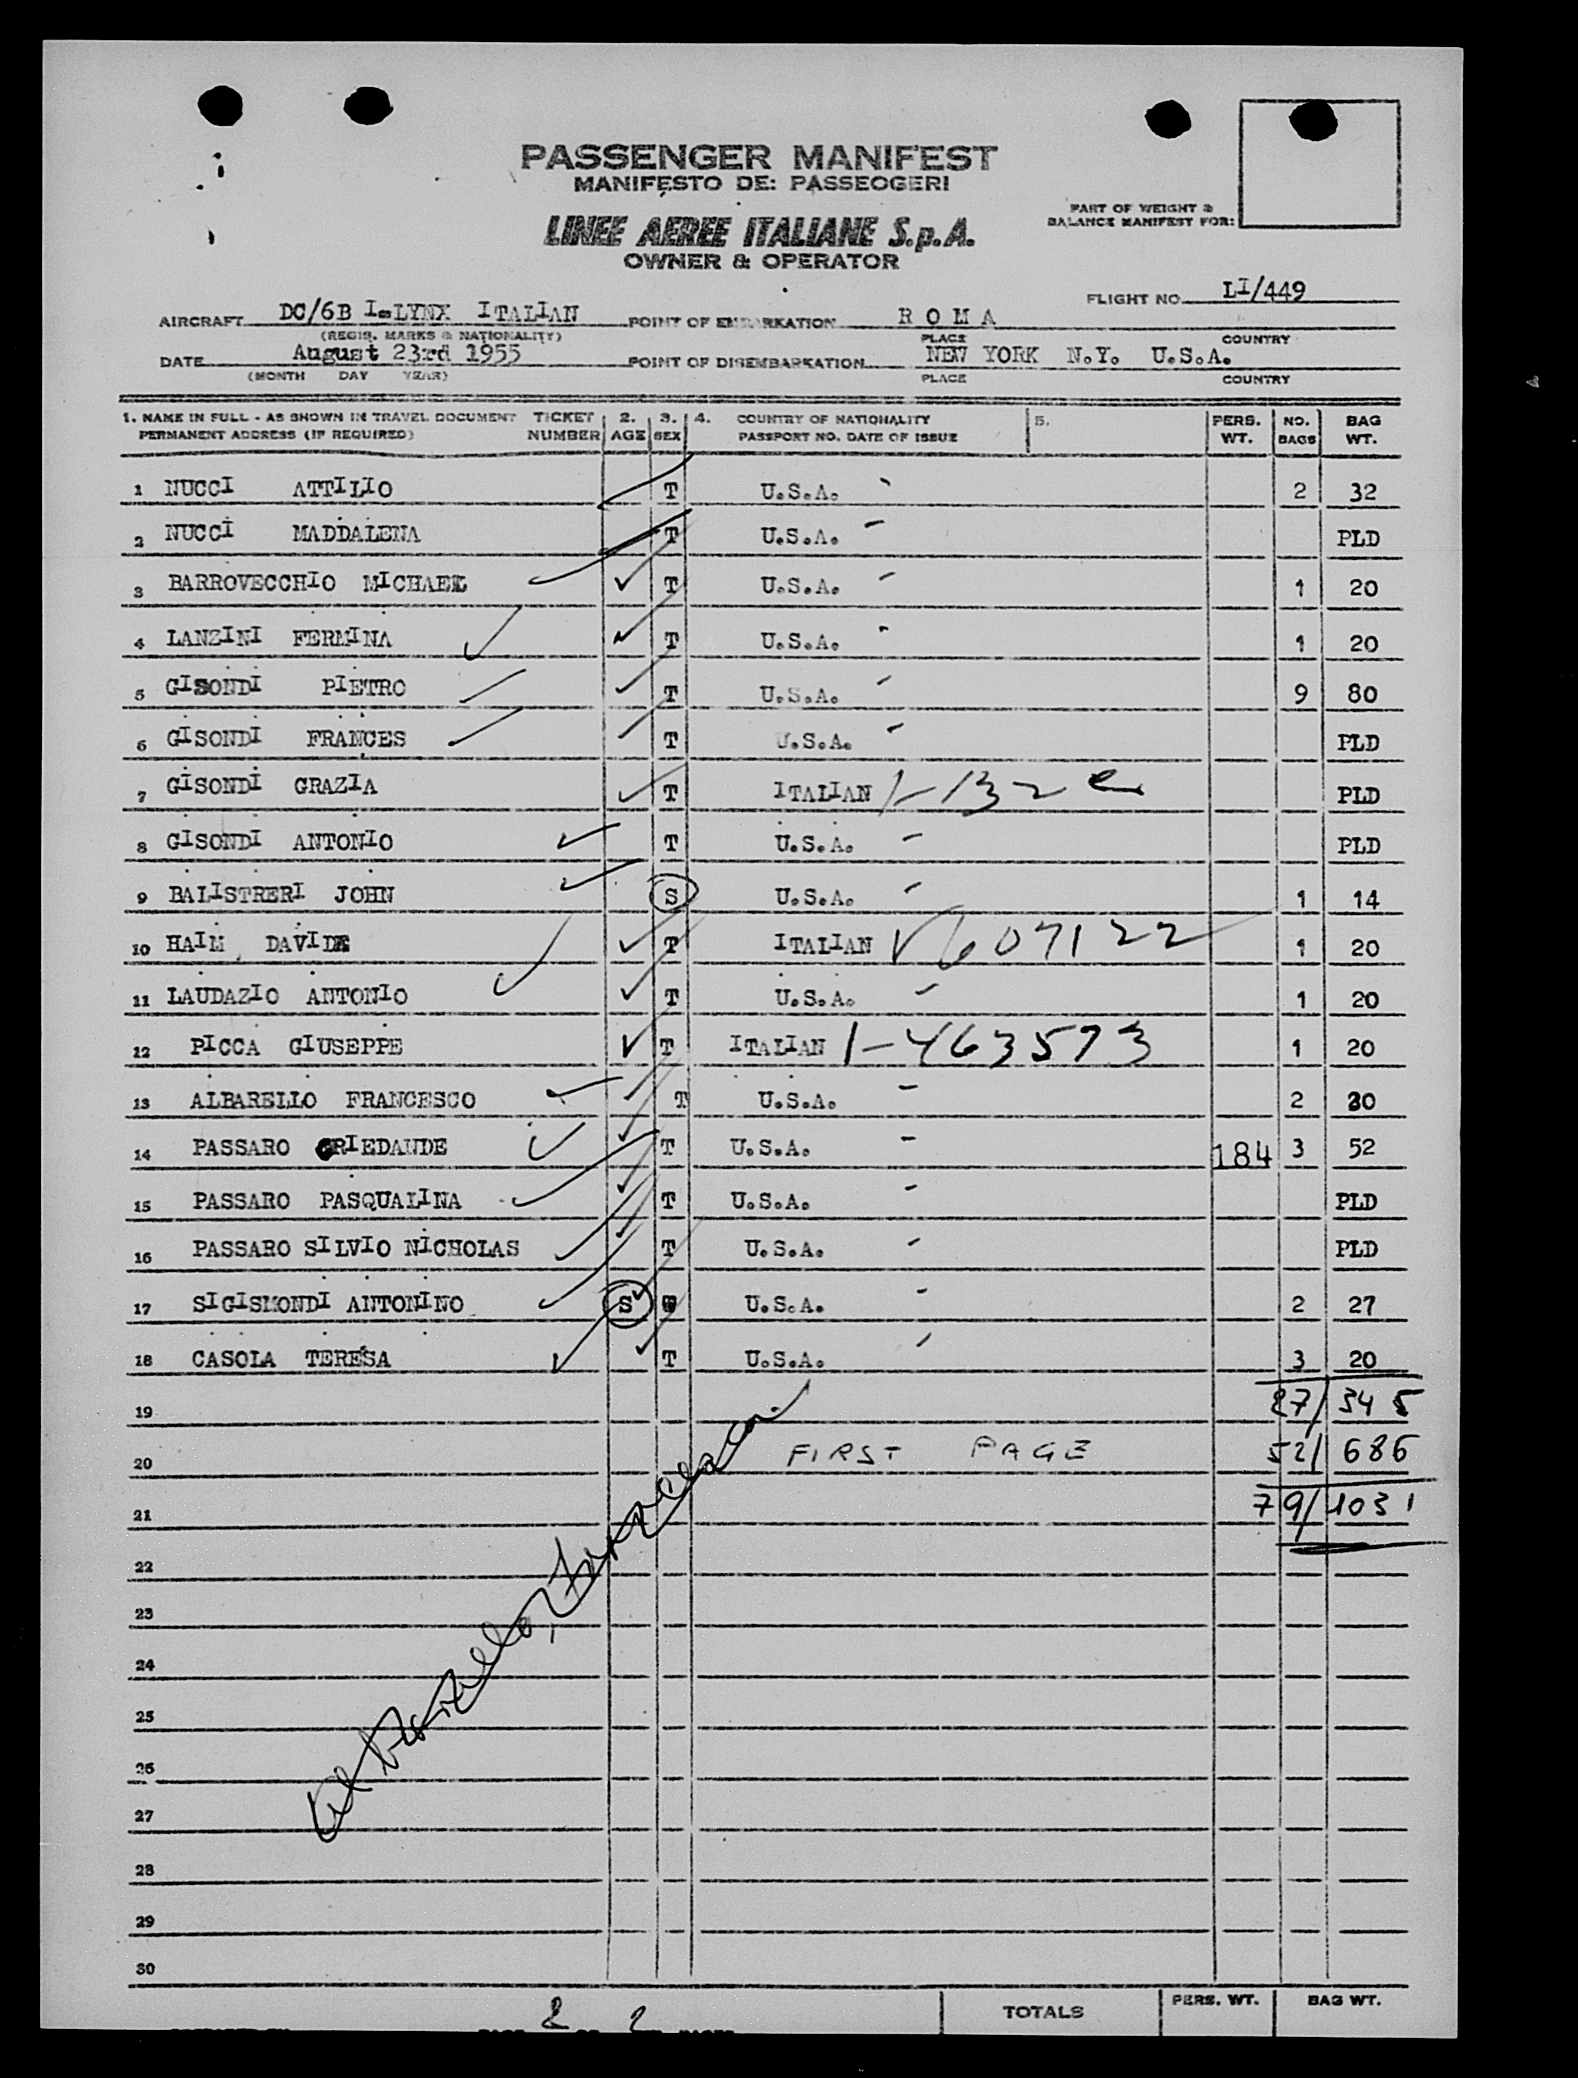 PASSENGER MANIFEST
MANIFESTO DE: PASSEOGERI
LINEE AEREE ITALIANE S.p.A.
OWNER & OPERATOR
PART OF WEIGHT &
BALANCE MANIFEST FOR:
FLIGHT NO. LI/449
AIRCRAFT DC/6B I-LYNX ITALIAN POINT OF EMBARKATION R O M A
(REGIS. MARKS & NATIONALITY) PLACE COUNTRY
DATE August 23rd 1955 POINT OF DISEMBARKATION NEW YORK N.Y. U.S.A.
(MONTH DAY YEAR) PLACE COUNTRY
1. NAME IN FULL - AS SHOWN IN TRAVEL DOCUMENT TICKET 2. 3. 4. COUNTRY OF NATIONALITY 5. PERS. NO. BAG
PERMANENT ADDRESS (IF REQUIRED) NUMBER AGE SEX PASSPORT NO. DATE OF ISSUE WT. BAGS WT.
1 NUCCI ATTILIO T U.S.A. 2 32
2 NUCCI MADDALENA T U.S.A. PLD
3 BARROVECCHIO MICHAEL T U.S.A. 1 20
4 LANZINI FERMINA T U.S.A. 1 20
5 GISONDI PIETRO T U.S.A. 9 80
6 GISONDI FRANCES T U.S.A. PLD
7 GISONDI GRAZIA T ITALIAN 1-132 e PLD
8 GISONDI ANTONIO T U.S.A. PLD
9 BALISTRERI JOHN S U.S.A. 1 14
10 HAIM DAVIDE T ITALIAN V607122 1 20
11 LAUDAZIO ANTONIO T U.S.A. 1 20
12 PICCA GIUSEPPE T ITALIAN 1-463573 1 20
13 ALBARELLO FRANCESCO T U.S.A. 2 20
14 PASSARO GRIEDAUDE T U.S.A. 184 3 52
15 PASSARO PASQUALINA T U.S.A. PLD
16 PASSARO SILVIO NICHOLAS T U.S.A. PLD
17 SIGISMONDI ANTONINO S U.S.A. 2 27
18 CASOLA TERESA T U.S.A. 3 20
19 27/ 345
20 FIRST PAGE 52/ 686
21 79/ 1031
22
23
24
25
26
27
28
29
30
Albarello, Francesco
2 2 TOTALS PERS. WT. BAG WT.